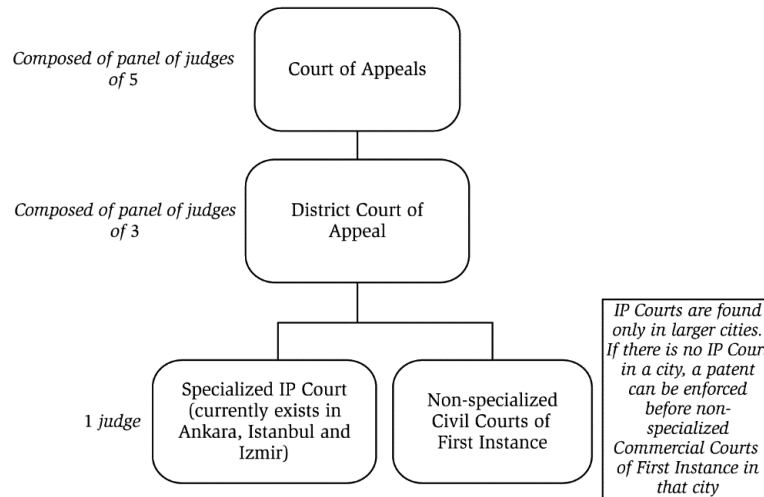 Composed of panel of judges
of 5
Court of Appeals
Composed of panel of judges
of 3
District Court of
Appeal
1 judge
Specialized IP Court
(currently exists in
Ankara, Istanbul and
Izmir)
Non-specialized
Civil Courts of
First Instance
IP Courts are found
only in larger cities.
If there is no IP Court
in a city, a patent
can be enforced
before non-
specialized
Commercial Courts
of First Instance in
that city